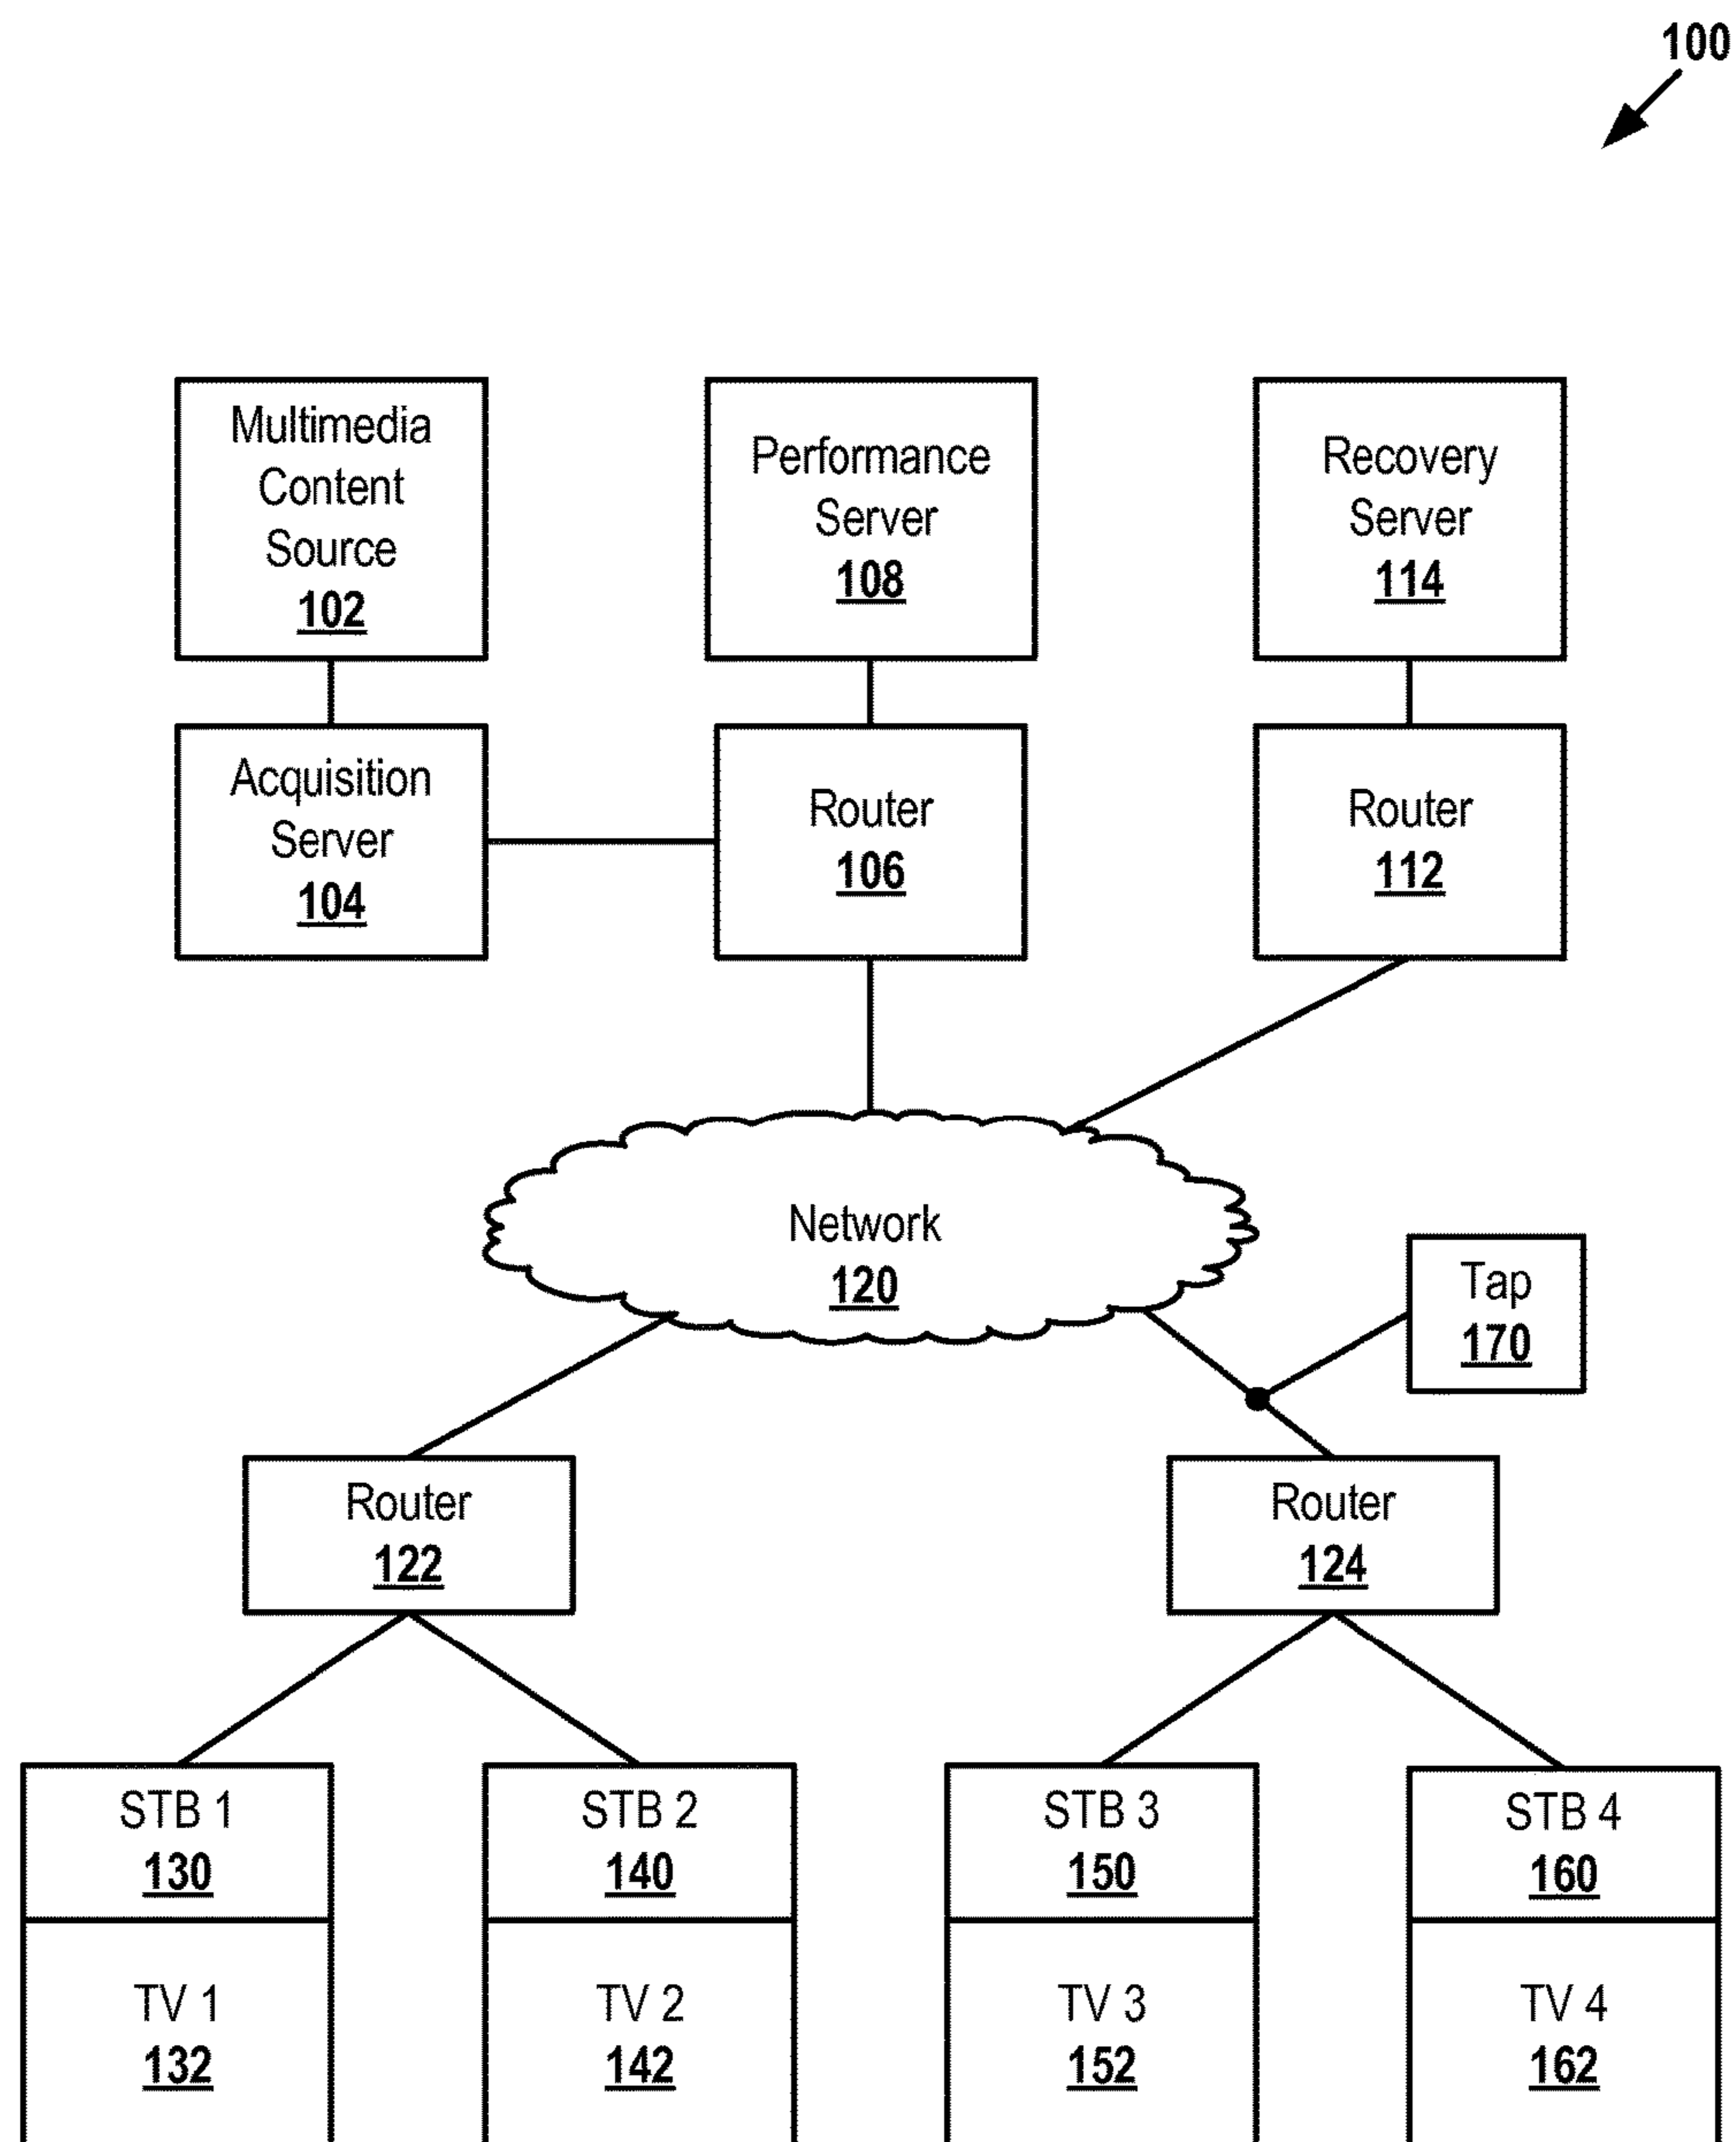 100
Multimedia
Content
Source
102
Performance
Server
108
Recovery
Server
114
Acquisition
Server
104
Router
106
Router
112
Network
120
Tap
170
Router
122
Router
124
STB 1
130
STB 2
140
STB 3
150
STB 4
160
TV 1
132
TV 2
142
TV 3
152
TV 4
162